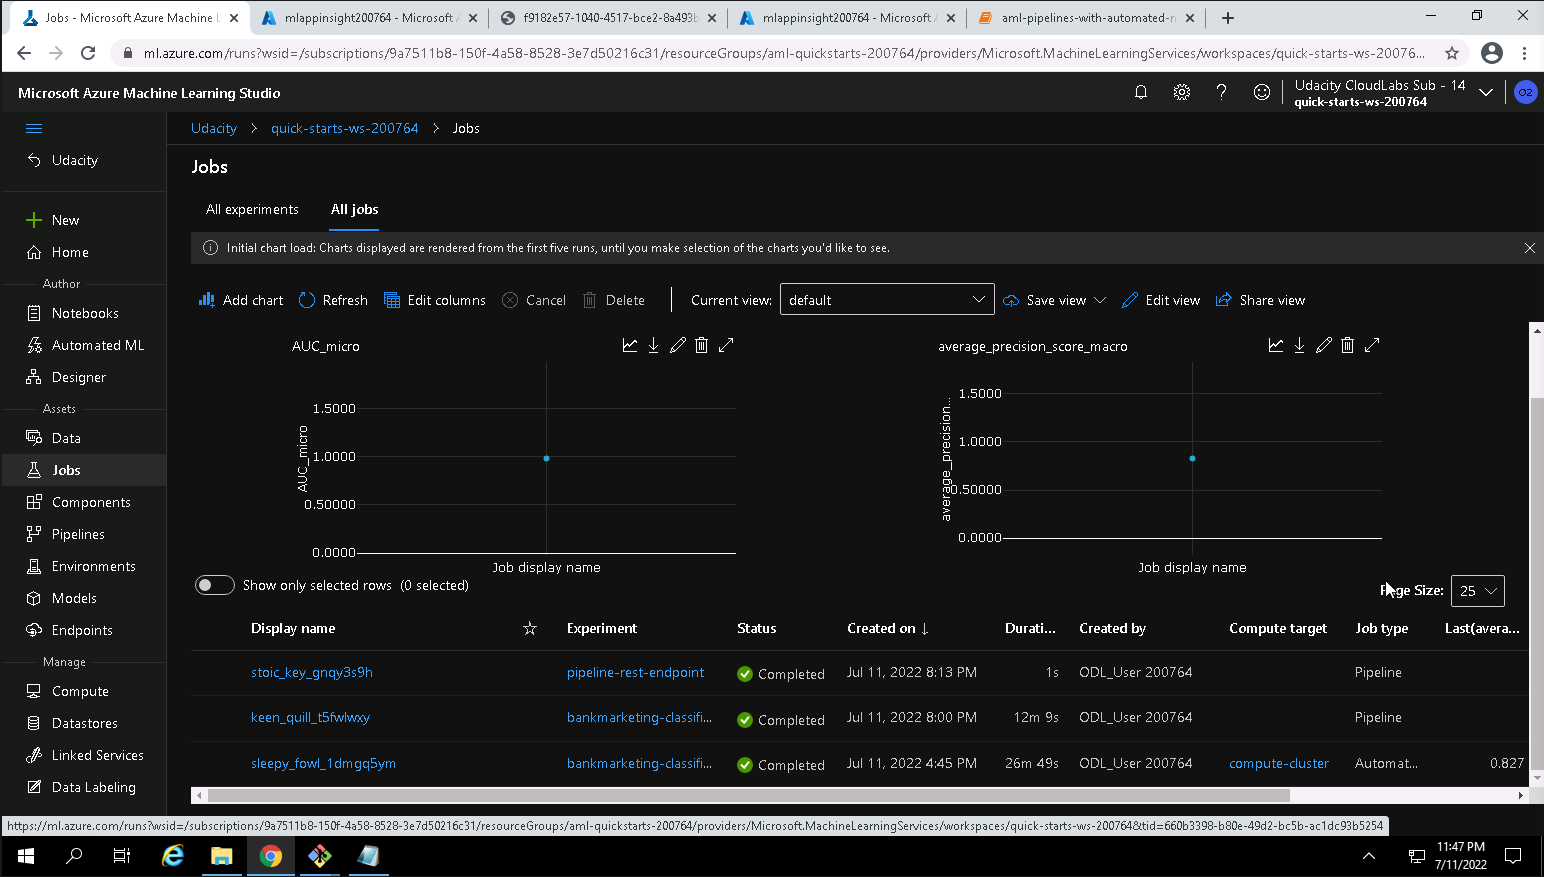 Jobs - Microsoft Azure Machine L
mlappinsight200764 - Microsoft A
f9182e57-1040-4517-bce2-8a493b
mlappinsight200764 - Microsoft A
aml-pipelines-with-automated-n
ml.azure.com/runs?wsid=/subscriptions/9a7511b8-150f-4a58-8528-3e7d50216c31/resourceGroups/aml-quickstarts-200764/providers/Microsoft.MachineLearningServices/workspaces/quick-starts-ws-20076...
Microsoft Azure Machine Learning Studio
Udacity CloudLabs Sub - 14
quick-starts-ws-200764
O2
Udacity > quick-starts-ws-200764 > Jobs
Udacity
New
Home
Author
Notebooks
Automated ML
Designer
Assets
Data
Jobs
Components
Pipelines
Environments
Models
Endpoints
Manage
Compute
Datastores
Linked Services
Data Labeling
Jobs
All experiments All jobs
Initial chart load: Charts displayed are rendered from the first five runs, until you make selection of the charts you'd like to see.
Add chart Refresh Edit columns Cancel Delete Current view: default Save view Edit view Share view
AUC_micro
AUC_micro
1.5000
1.0000
0.50000
0.0000
Job display name
average_precision_score_macro
average_precision...
1.5000
1.0000
0.50000
0.0000
Job display name
Show only selected rows (0 selected)
Page Size: 25
Display name Experiment Status Created on ↓ Durati... Created by Compute target Job type Last(avera...
stoic_key_gnqy3s9h pipeline-rest-endpoint Completed Jul 11, 2022 8:13 PM 1s ODL_User 200764 Pipeline
keen_quill_t5fwlwxy bankmarketing-classifi... Completed Jul 11, 2022 8:00 PM 12m 9s ODL_User 200764 Pipeline
sleepy_fowl_1dmgq5ym bankmarketing-classifi... Completed Jul 11, 2022 4:45 PM 26m 49s ODL_User 200764 compute-cluster Automat... 0.827
https://ml.azure.com/runs?wsid=/subscriptions/9a7511b8-150f-4a58-8528-3e7d50216c31/resourceGroups/aml-quickstarts-200764/providers/Microsoft.MachineLearningServices/workspaces/quick-starts-ws-200764&tid=660b3398-b80e-49d2-bc5b-ac1dc93b5254
11:47 PM
7/11/2022